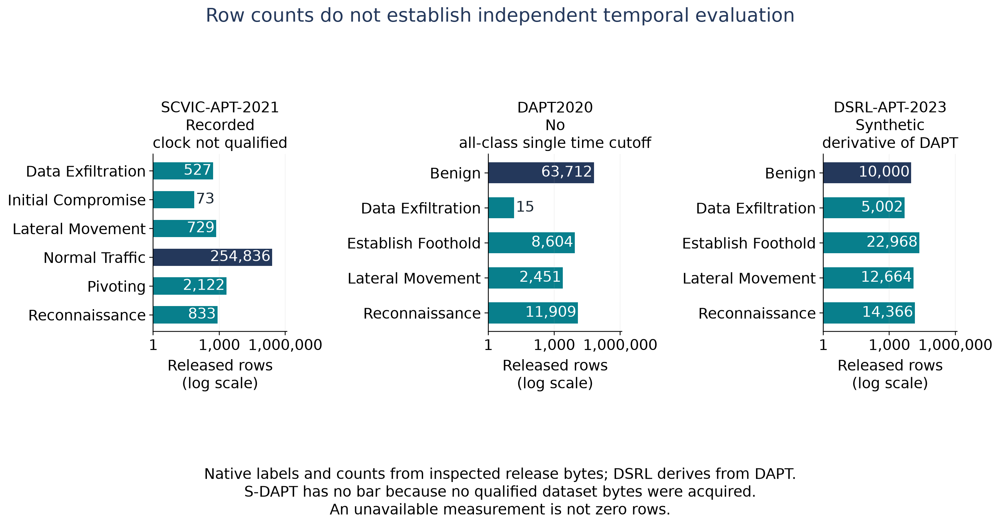 Row counts do not establish independent temporal evaluation
SCVIC-APT-2021
Recorded
clock not qualified
Data Exfiltration
527
Initial Compromise
73
Lateral Movement
729
Normal Traffic
254,836
Pivoting
2,122
Reconnaissance
833
1
1,000
1,000,000
Released rows
(log scale)
DAPT2020
No
all-class single time cutoff
Benign
63,712
Data Exfiltration
15
Establish Foothold
8,604
Lateral Movement
2,451
Reconnaissance
11,909
1
1,000
1,000,000
Released rows
(log scale)
DSRL-APT-2023
Synthetic
derivative of DAPT
Benign
10,000
Data Exfiltration
5,002
Establish Foothold
22,968
Lateral Movement
12,664
Reconnaissance
14,366
1
1,000
1,000,000
Released rows
(log scale)
Native labels and counts from inspected release bytes; DSRL derives from DAPT.
S-DAPT has no bar because no qualified dataset bytes were acquired.
An unavailable measurement is not zero rows.